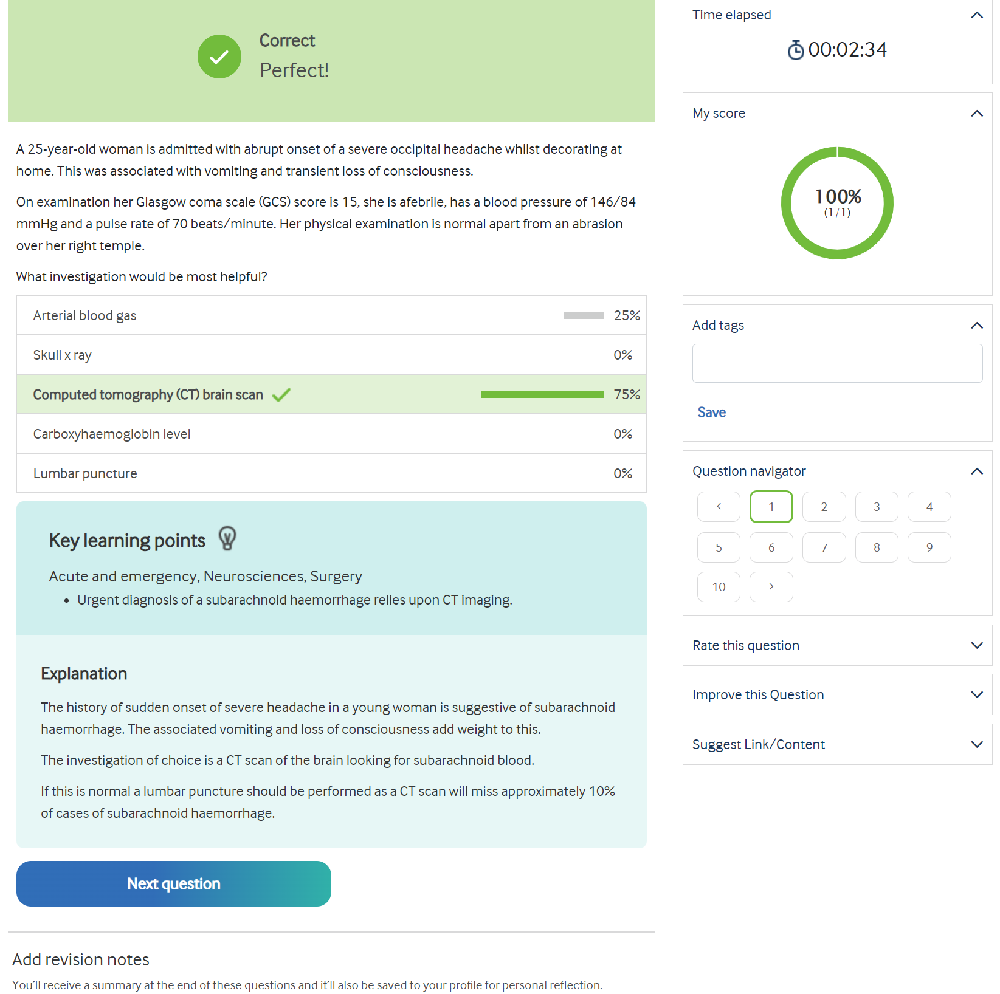 Correct
Perfect!
A 25-year-old woman is admitted with abrupt onset of a severe occipital headache whilst decorating at
home. This was associated with vomiting and transient loss of consciousness.
On examination her Glasgow coma scale (GCS) score is 15, she is afebrile, has a blood pressure of 146/84
mmHg and a pulse rate of 70 beats/minute. Her physical examination is normal apart from an abrasion
over her right temple.
What investigation would be most helpful?
Arterial blood gas 25%
Skull x ray 0%
Computed tomography (CT) brain scan 75%
Carboxyhaemoglobin level 0%
Lumbar puncture 0%
Key learning points
Acute and emergency, Neurosciences, Surgery
• Urgent diagnosis of a subarachnoid haemorrhage relies upon CT imaging.
Explanation
The history of sudden onset of severe headache in a young woman is suggestive of subarachnoid
haemorrhage. The associated vomiting and loss of consciousness add weight to this.
The investigation of choice is a CT scan of the brain looking for subarachnoid blood.
If this is normal a lumbar puncture should be performed as a CT scan will miss approximately 10%
of cases of subarachnoid haemorrhage.
Next question
Add revision notes
You'll receive a summary at the end of these questions and it'll also be saved to your profile for personal reflection.
Time elapsed
00:02:34
My score
100%
(1/1)
Add tags
Save
Question navigator
< 1 2 3 4
5 6 7 8 9
10 >
Rate this question
Improve this Question
Suggest Link/Content